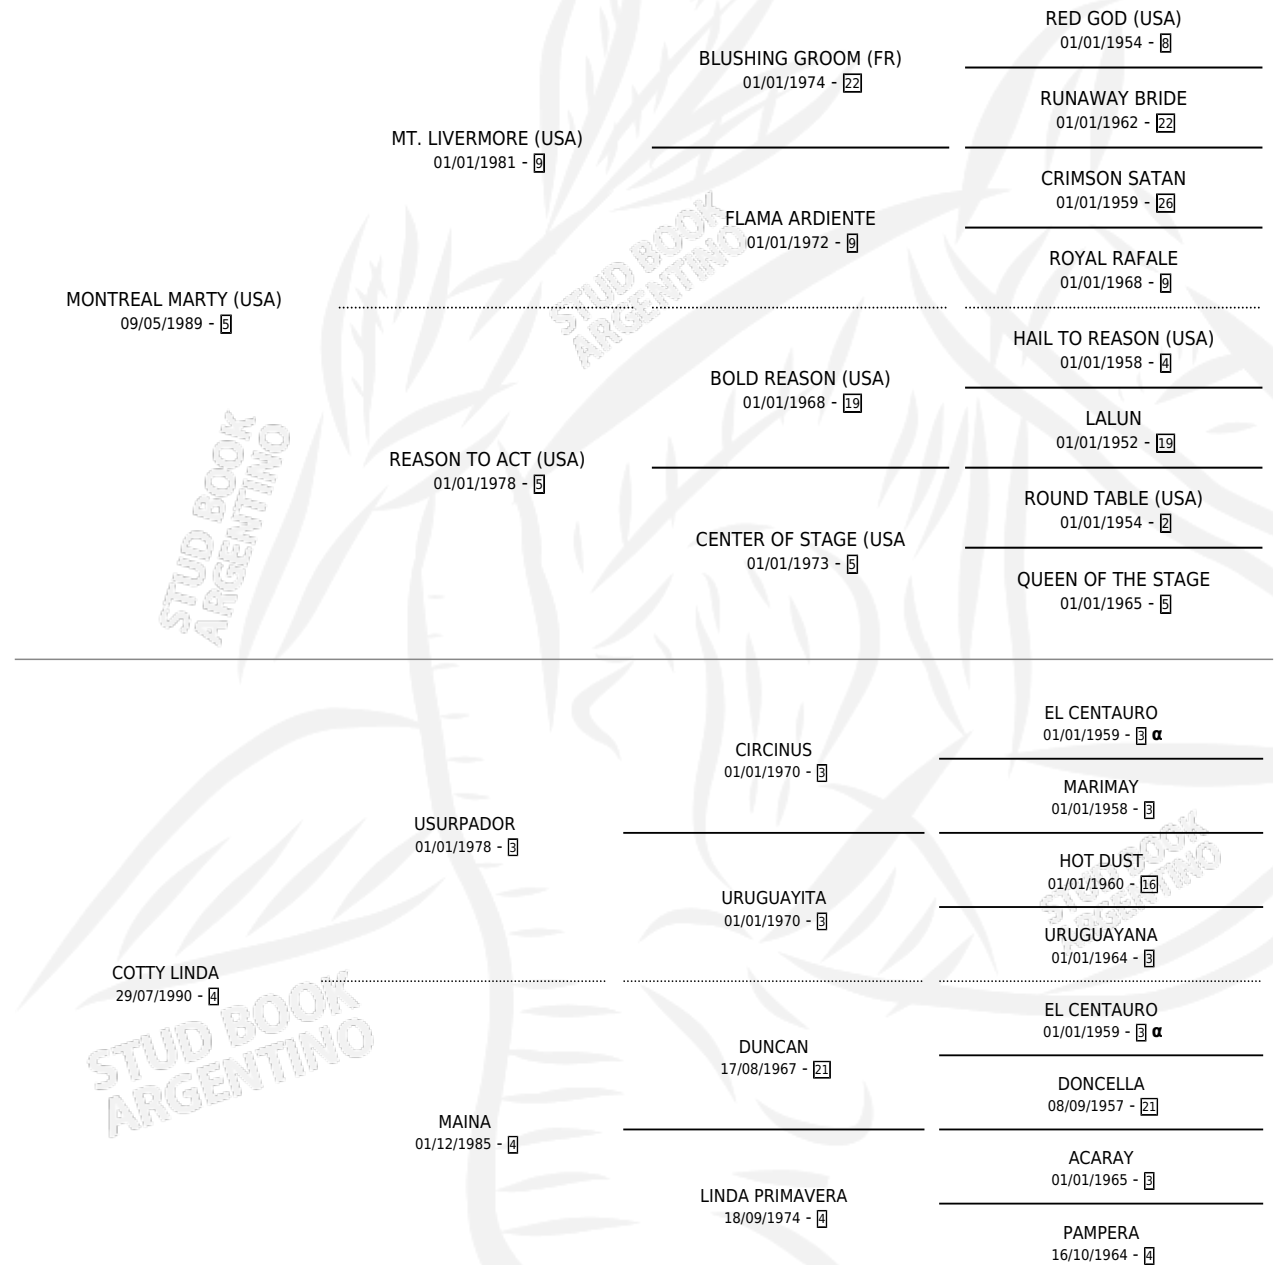 RED GOD (USA)
01/01/1954 - 8
BLUSHING GROOM (FR)
01/01/1974 - 22
RUNAWAY BRIDE
01/01/1962 - 22
MT. LIVERMORE (USA)
01/01/1981 - 9
CRIMSON SATAN
01/01/1959 - 26
FLAMA ARDIENTE
01/01/1972 - 9
ROYAL RAFALE
01/01/1968 - 9
MONTREAL MARTY (USA)
09/05/1989 - 5
HAIL TO REASON (USA)
01/01/1958 - 4
BOLD REASON (USA)
01/01/1968 - 19
LALUN
01/01/1952 - 19
REASON TO ACT (USA)
01/01/1978 - 5
ROUND TABLE (USA)
01/01/1954 - 2
CENTER OF STAGE (USA
01/01/1973 - 5
QUEEN OF THE STAGE
01/01/1965 - 5
EL CENTAURO
01/01/1959 - 3 α
CIRCINUS
01/01/1970 - 3
MARIMAY
01/01/1958 - 3
USURPADOR
01/01/1978 - 3
HOT DUST
01/01/1960 - 16
URUGUAYITA
01/01/1970 - 3
URUGUAYANA
01/01/1964 - 3
COTTY LINDA
29/07/1990 - 4
EL CENTAURO
01/01/1959 - 3 α
DUNCAN
17/08/1967 - 21
DONCELLA
08/09/1957 - 21
MAINA
01/12/1985 - 4
ACARAY
01/01/1965 - 3
LINDA PRIMAVERA
18/09/1974 - 4
PAMPERA
16/10/1964 - 4
STUD BOOK
ARGENTINO
STUD BOOK
ARGENTINO
STUD BOOK
ARGENTINO
STUD BOOK
ARGENTINO